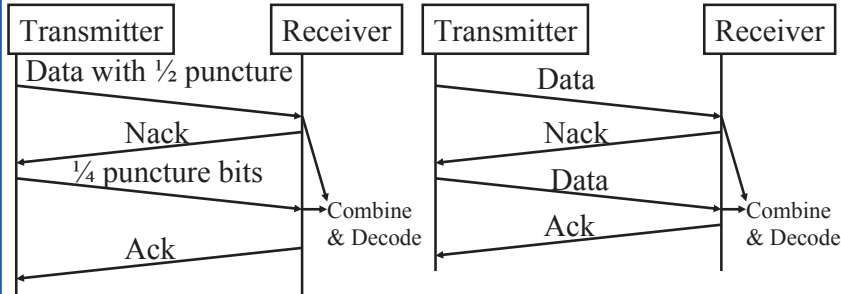 Transmitter
Receiver
Data with ½ puncture
Nack
¼ puncture bits
Combine
& Decode
Ack
Transmitter
Receiver
Data
Nack
Data
Combine
& Decode
Ack